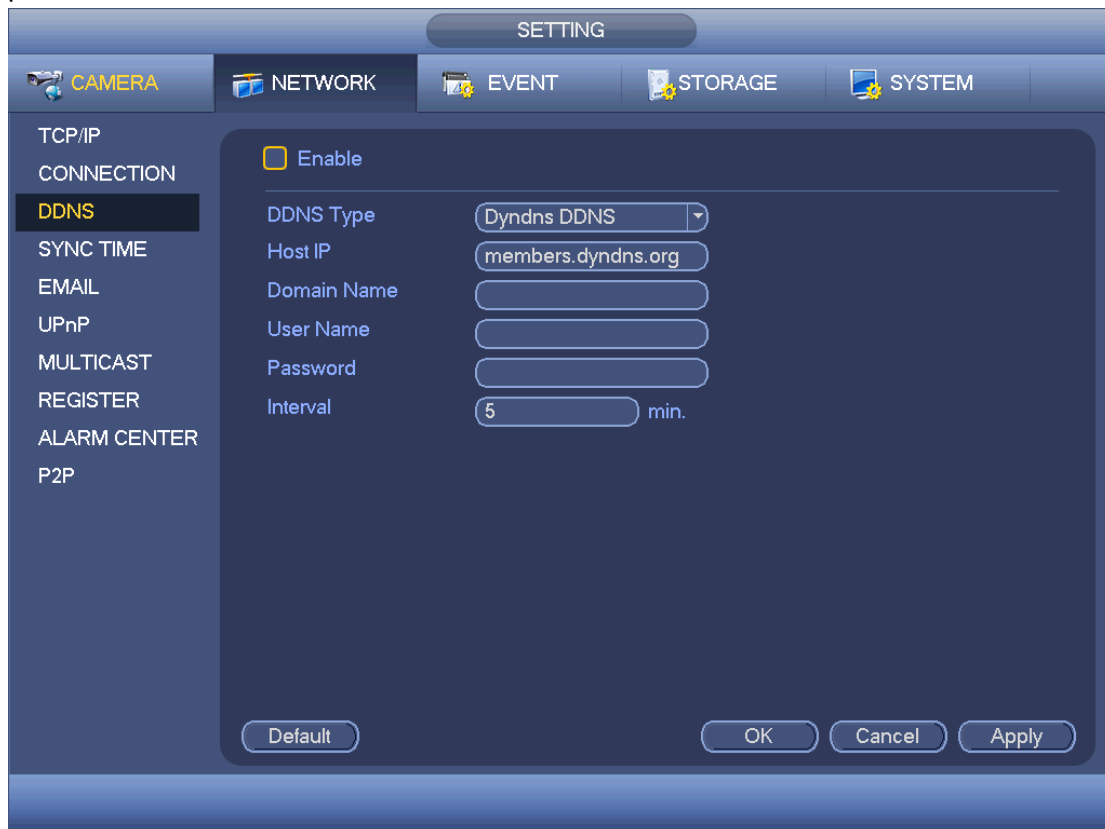 SETTING
CAMERA NETWORK EVENT STORAGE SYSTEM
TCP/IP
CONNECTION
DDNS
SYNC TIME
EMAIL
UPnP
MULTICAST
REGISTER
ALARM CENTER
P2P
Enable
DDNS Type Dyndns DDNS
Host IP members.dyndns.org
Domain Name
User Name
Password
Interval 5 min.
Default OK Cancel Apply